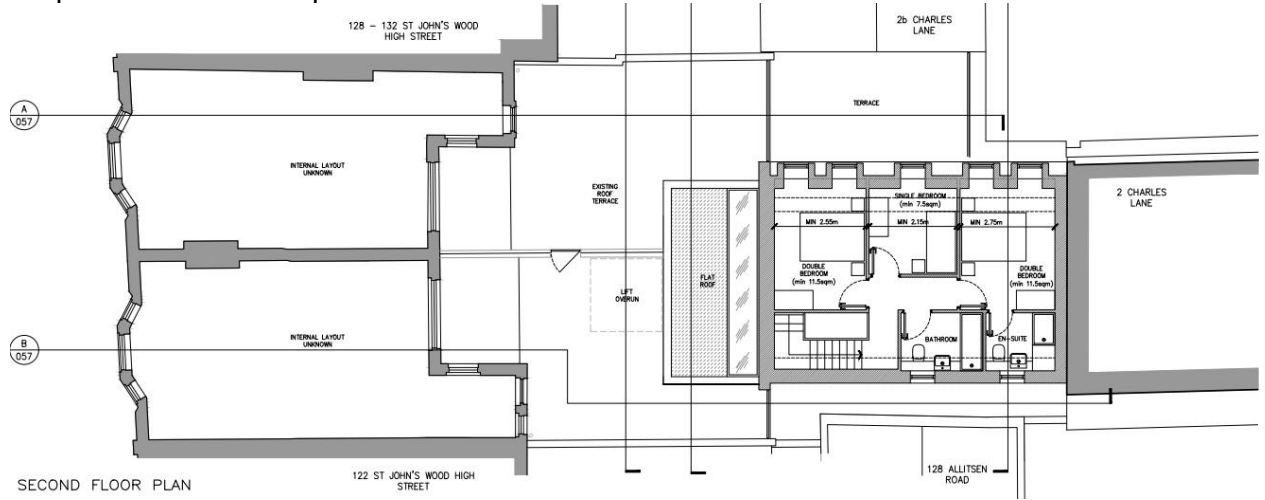 128 – 132 ST JOHN'S WOOD
HIGH STREET
2b CHARLES
LANE
A
057
TERRACE
INTERNAL LAYOUT
UNKNOWN
EXISTING
ROOF
TERRACE
2 CHARLES
LANE
SINGLE BEDROOM
(min 7.5sqm)
MIN 2.55m
MIN 2.15m
MIN 2.75m
FLAT
ROOF
DOUBLE
BEDROOM
(min 11.5sqm)
DOUBLE
BEDROOM
(min 11.5sqm)
LIFT
OVERUN
B
057
INTERNAL LAYOUT
UNKNOWN
BATHROOM
EN-SUITE
SECOND FLOOR PLAN
122 ST JOHN'S WOOD HIGH
STREET
128 ALLITSEN
ROAD